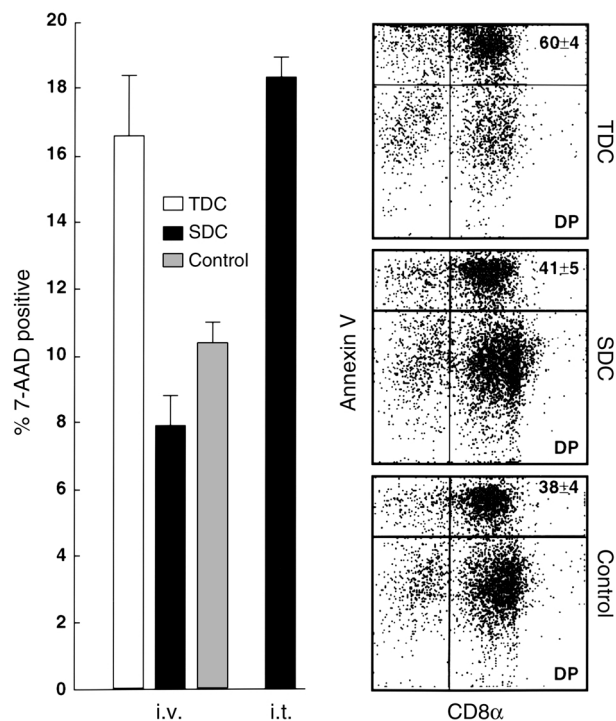 % 7-AAD positive
20
18
16
14
12
10
8
6
4
2
0
TDC
SDC
Control
i.v.
i.t.
Annexin V
60±4
DP
TDC
41±5
DP
SDC
38±4
DP
Control
CD8α